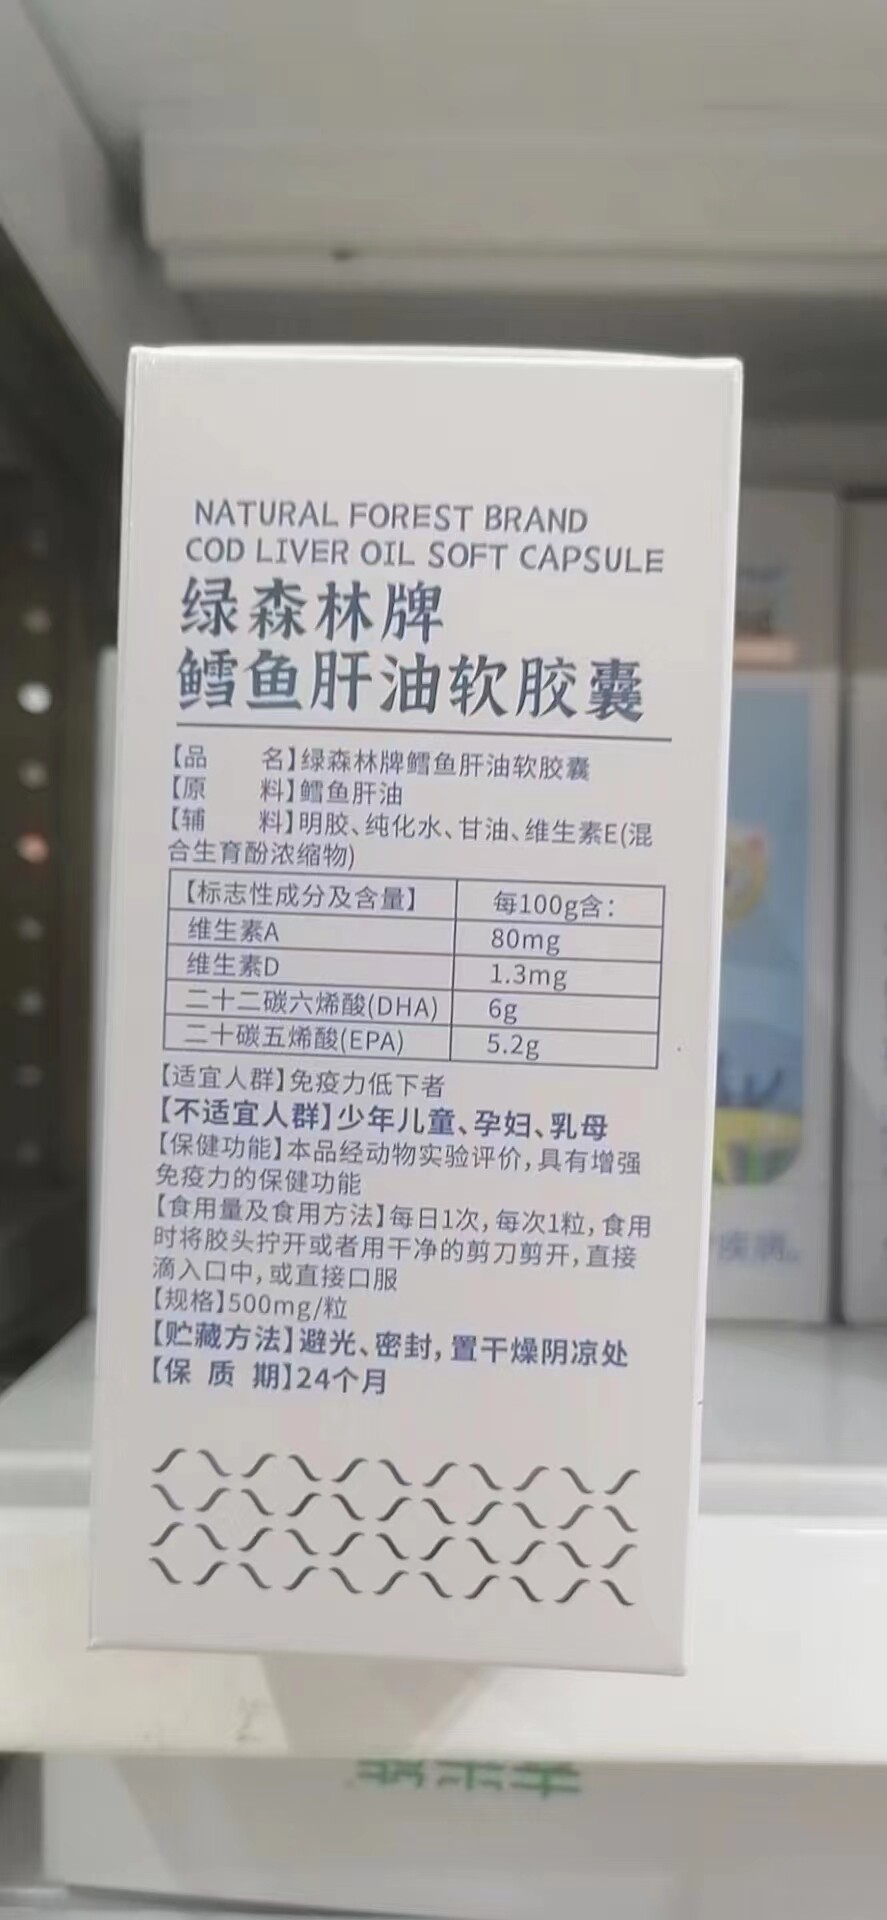 NATURAL FOREST BRAND
COD LIVER OIL SOFT CAPSULE
绿森林牌
鳕鱼肝油软胶囊
【品 名】绿森林牌鳕鱼肝油软胶囊
【原 料】鳕鱼肝油
【辅 料】明胶、纯化水、甘油、维生素E(混
合生育酚浓缩物)
【标志性成分及含量】 每100g含：
维生素A 80mg
维生素D 1.3mg
二十二碳六烯酸(DHA) 6g
二十碳五烯酸(EPA) 5.2g
【适宜人群】免疫力低下者
【不适宜人群】少年儿童、孕妇、乳母
【保健功能】本品经动物实验评价，具有增强
免疫力的保健功能
【食用量及食用方法】每日1次，每次1粒，食用
时将胶头拧开或者用干净的剪刀剪开，直接
滴入口中，或直接口服
【规格】500mg/粒
【贮藏方法】避光、密封，置干燥阴凉处
【保 质 期】24个月